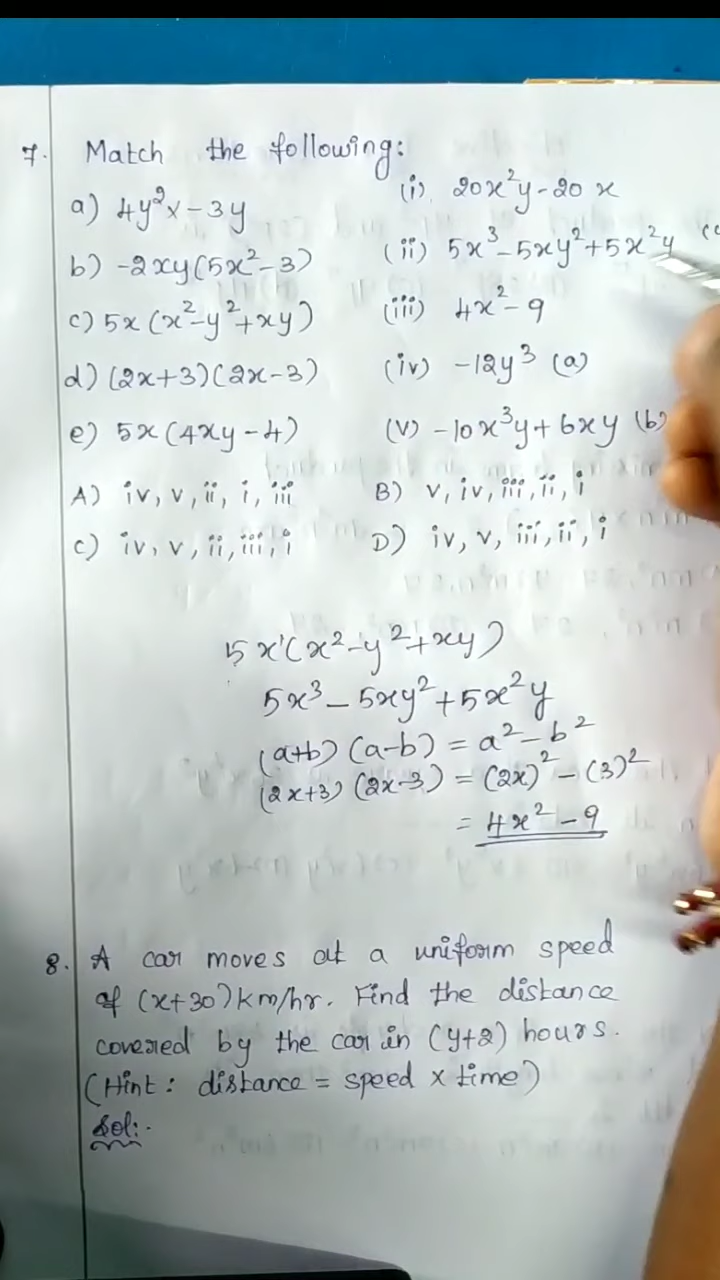 7. Match the following:
a) 4y²x - 3y (i) 20x²y - 20x
b) -2xy(5x² - 3) (ii) 5x³ - 5xy² + 5x²y
c) 5x(x² - y² + xy) (iii) 4x² - 9
d) (2x+3)(2x-3) (iv) -12y³ (a)
e) 5x(4xy - 4) (v) -10x³y + 6xy (b)
A) iv, v, ii, i, iii B) v, iv, iii, ii, i
C) iv, v, ii, iii, i D) iv, v, iii, ii, i
5x¹(x² - y² + xy)
5x³ - 5xy² + 5x²y
(a+b)(a-b) = a² - b²
(2x+3)(2x-3) = (2x)² - (3)²
= 4x² - 9
8. A car moves at a uniform speed
of (x+30) km/hr. Find the distance
covered by the car in (y+2) hours.
(Hint: distance = speed x time)
Sol:-